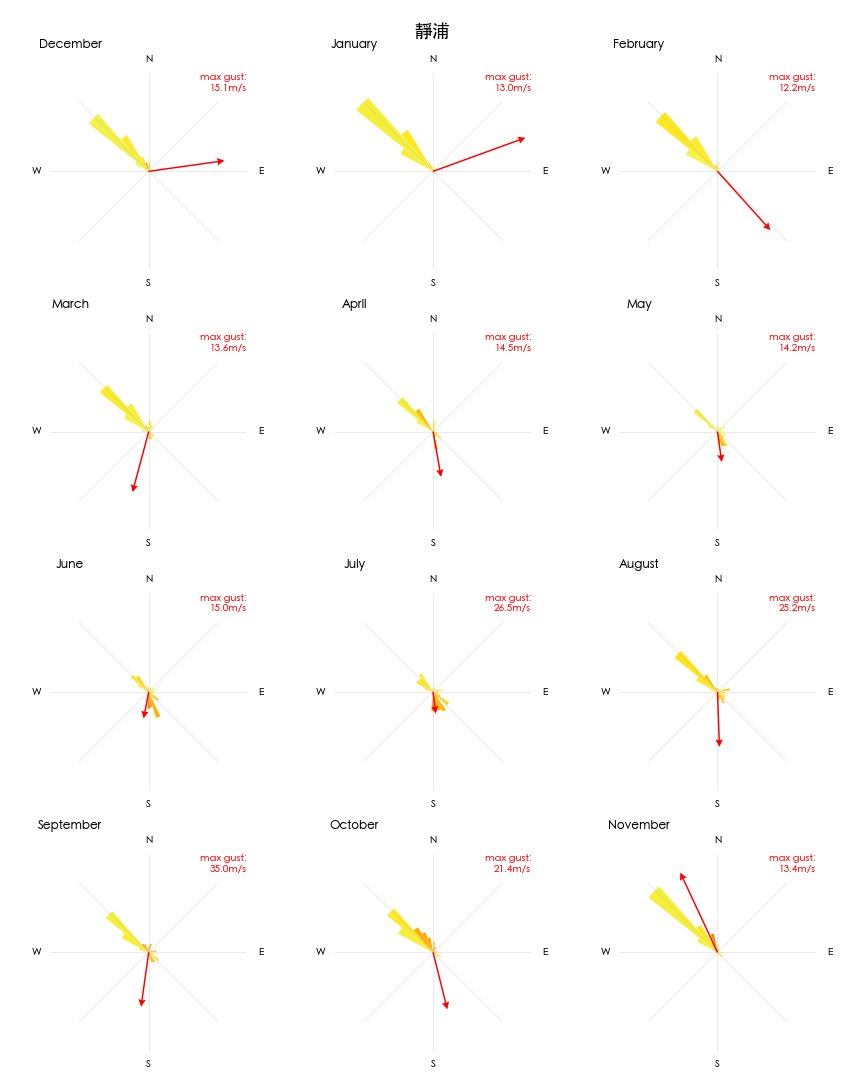 靜浦
December
N
max gust:
15.1m/s
W
E
S
January
N
max gust:
13.0m/s
W
E
S
February
N
max gust:
12.2m/s
W
E
S
March
N
max gust:
13.6m/s
W
E
S
April
N
max gust:
14.5m/s
W
E
S
May
N
max gust:
14.2m/s
W
E
S
June
N
max gust:
15.0m/s
W
E
S
July
N
max gust:
26.5m/s
W
E
S
August
N
max gust:
25.2m/s
W
E
S
September
N
max gust:
35.0m/s
W
E
S
October
N
max gust:
21.4m/s
W
E
S
November
N
max gust:
13.4m/s
W
E
S